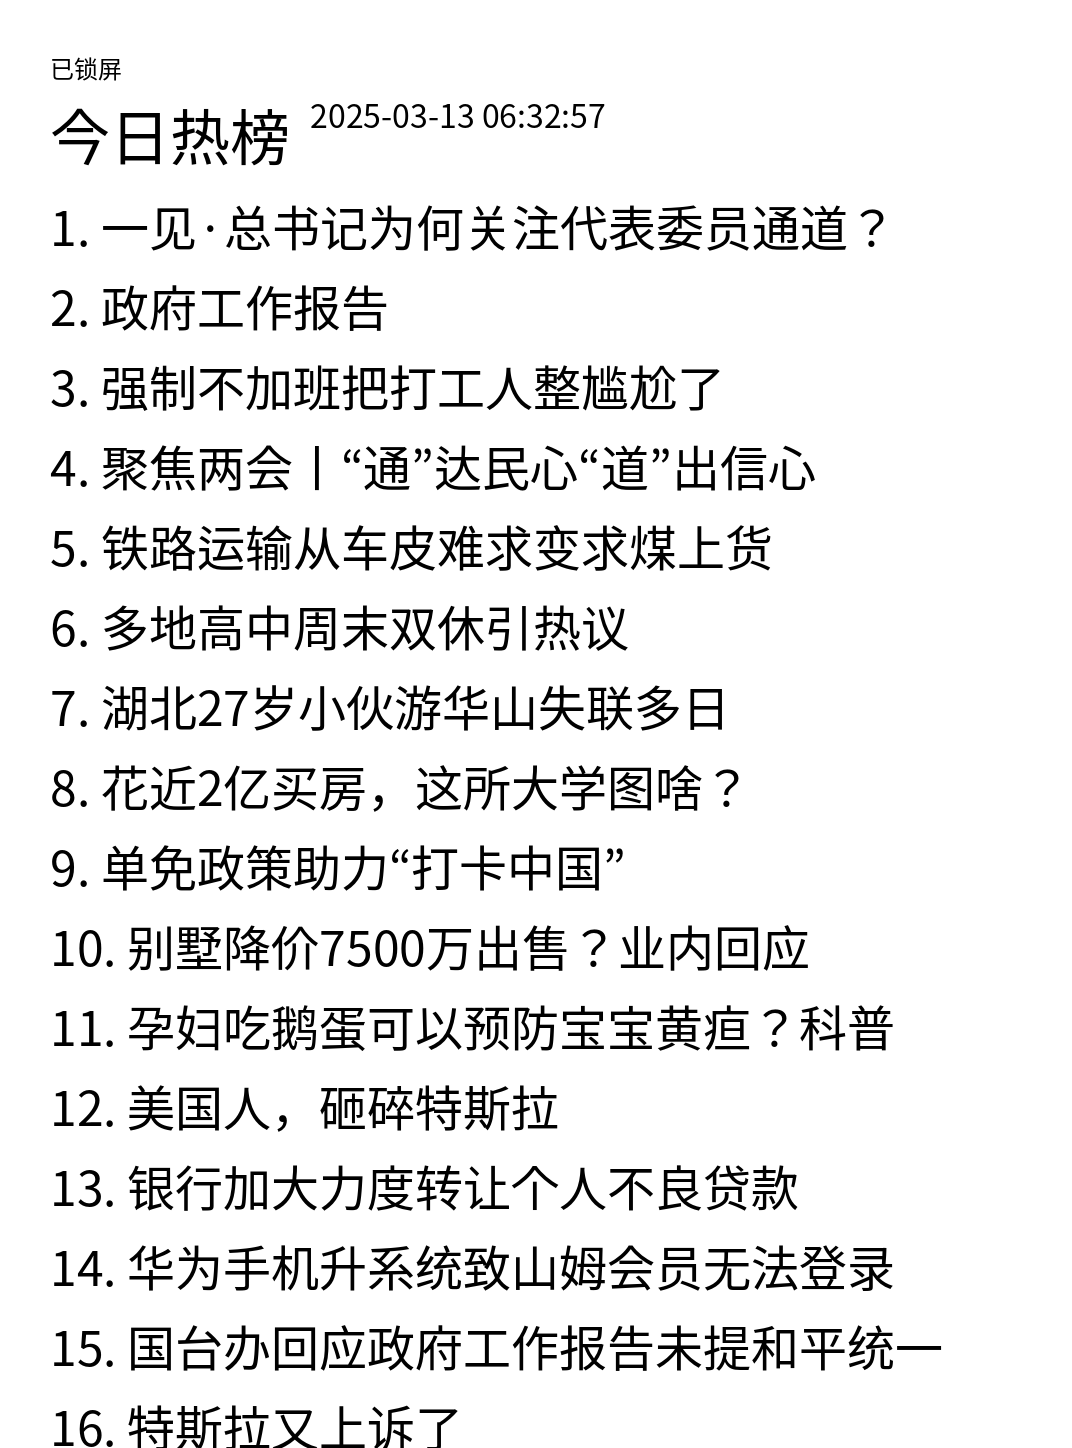 已锁屏
今日热榜 2025-03-13 06:32:57
1. 一见·总书记为何关注代表委员通道？
2. 政府工作报告
3. 强制不加班把打工人整尴尬了
4. 聚焦两会丨“通”达民心“道”出信心
5. 铁路运输从车皮难求变求煤上货
6. 多地高中周末双休引热议
7. 湖北27岁小伙游华山失联多日
8. 花近2亿买房，这所大学图啥？
9. 单免政策助力“打卡中国”
10. 别墅降价7500万出售？业内回应
11. 孕妇吃鹅蛋可以预防宝宝黄疸？科普
12. 美国人，砸碎特斯拉
13. 银行加大力度转让个人不良贷款
14. 华为手机升系统致山姆会员无法登录
15. 国台办回应政府工作报告未提和平统一
16. 特斯拉又上诉了